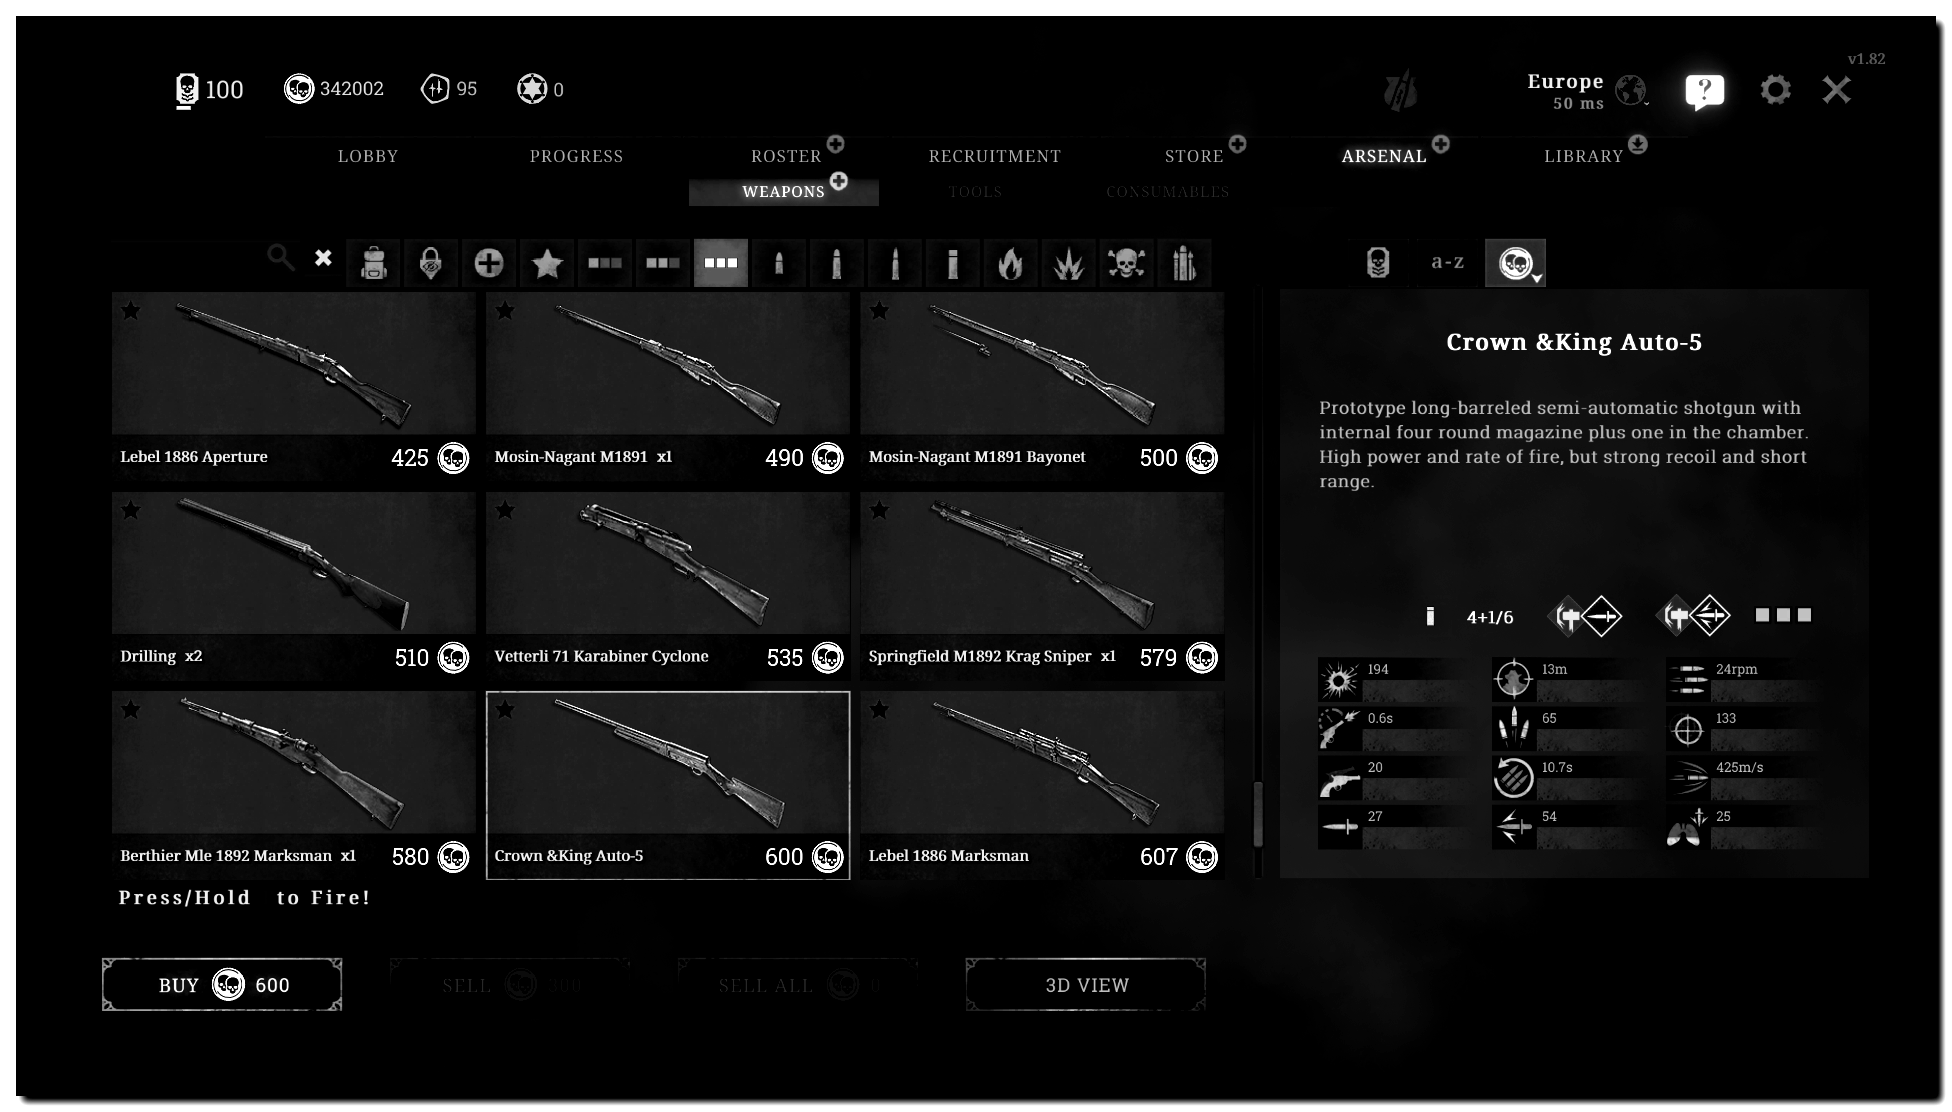 v1.82
100
342002
95
0
Europe
50 ms
?
LOBBY
PROGRESS
ROSTER
RECRUITMENT
STORE
ARSENAL
LIBRARY
WEAPONS
TOOLS
CONSUMABLES
a-z
Lebel 1886 Aperture 425
Mosin-Nagant M1891 x1 490
Mosin-Nagant M1891 Bayonet 500
Drilling x2 510
Vetterli 71 Karabiner Cyclone 535
Springfield M1892 Krag Sniper x1 579
Berthier Mle 1892 Marksman x1 580
Crown &King Auto-5 600
Lebel 1886 Marksman 607
Press/Hold to Fire!
BUY 600
SELL 300
SELL ALL 0
3D VIEW
Crown &King Auto-5
Prototype long-barreled semi-automatic shotgun with
internal four round magazine plus one in the chamber.
High power and rate of fire, but strong recoil and short
range.
4+1/6
194
13m
24rpm
0.6s
65
133
20
10.7s
425m/s
27
54
25